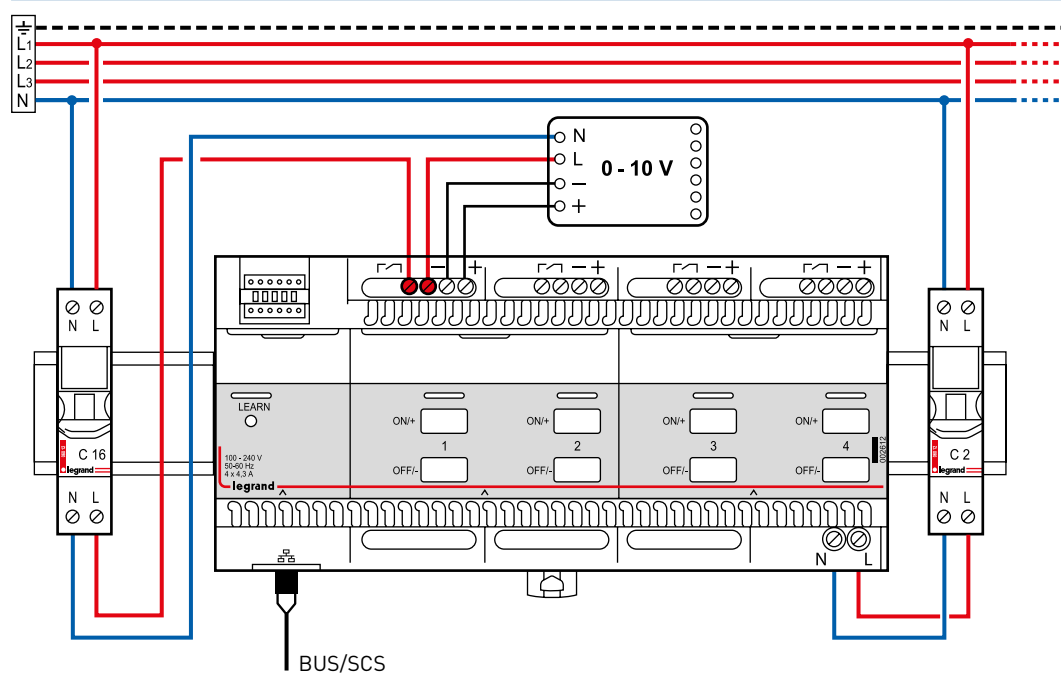 L1
L2
L3
N
N
L
0 - 10 V
−
+
− +
− +
− +
− +
N L
N L
LEARN
ON/+
ON/+
ON/+
ON/+
1
2
3
4
100 - 240 V
50-60 Hz
4 x 4,3 A
OFF/-
OFF/-
OFF/-
OFF/-
002612
C 16
legrand
legrand
C 2
legrand
N L
N L
N L
BUS/SCS